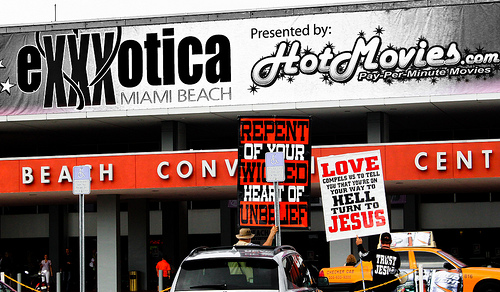 exxxotica
MIAMI BEACH
Presented by:
HotMovies.com
Pay-Per-Minute Movies
BEACH CONV CENT
REPENT
OF YOUR
WICKED
HEART OF
UNBELIEF
LOVE
COMPELS US TO TELL
YOU THAT YOU'RE ON
YOUR WAY TO
HELL
TURN TO
JESUS
TRUST
JESUS